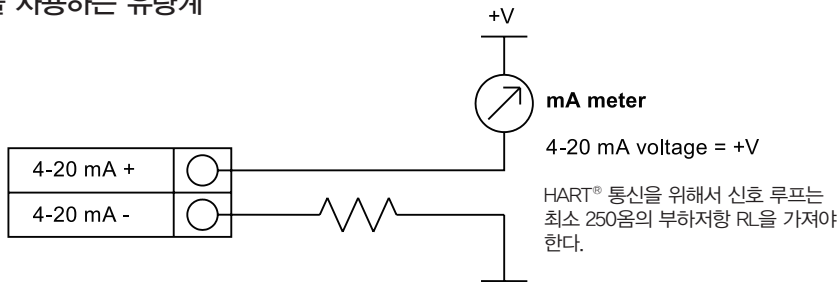 사용하는 유량계
+V
mA meter
4-20 mA +
4-20 mA voltage = +V
4-20 mA -
HART® 통신을 위해서 신호 루프는
최소 250옴의 부하저항 RL을 가져야
한다.